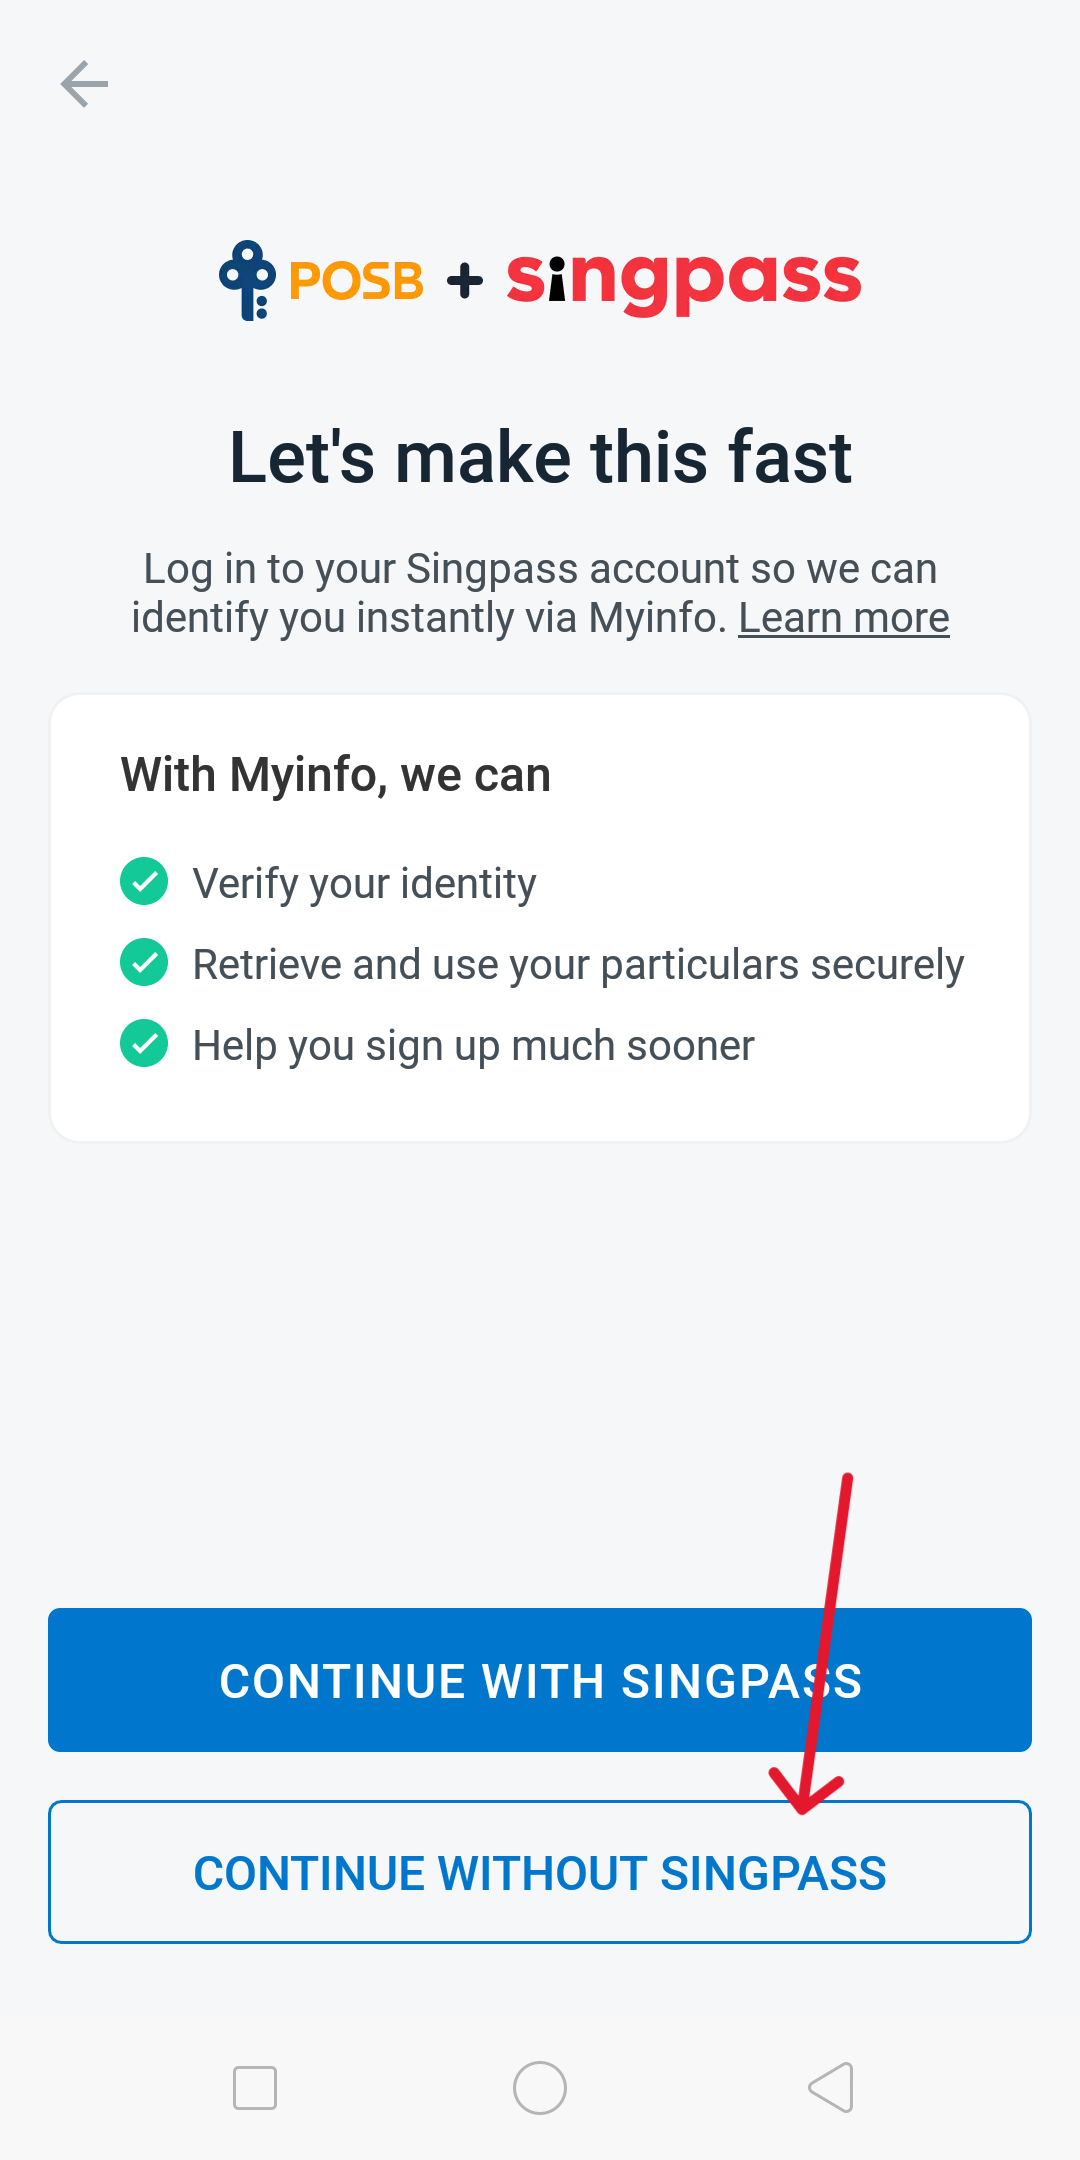 POSB + singpass
Let's make this fast
Log in to your Singpass account so we can
identify you instantly via Myinfo. Learn more
With Myinfo, we can
Verify your identity
Retrieve and use your particulars securely
Help you sign up much sooner
CONTINUE WITH SINGPASS
CONTINUE WITHOUT SINGPASS